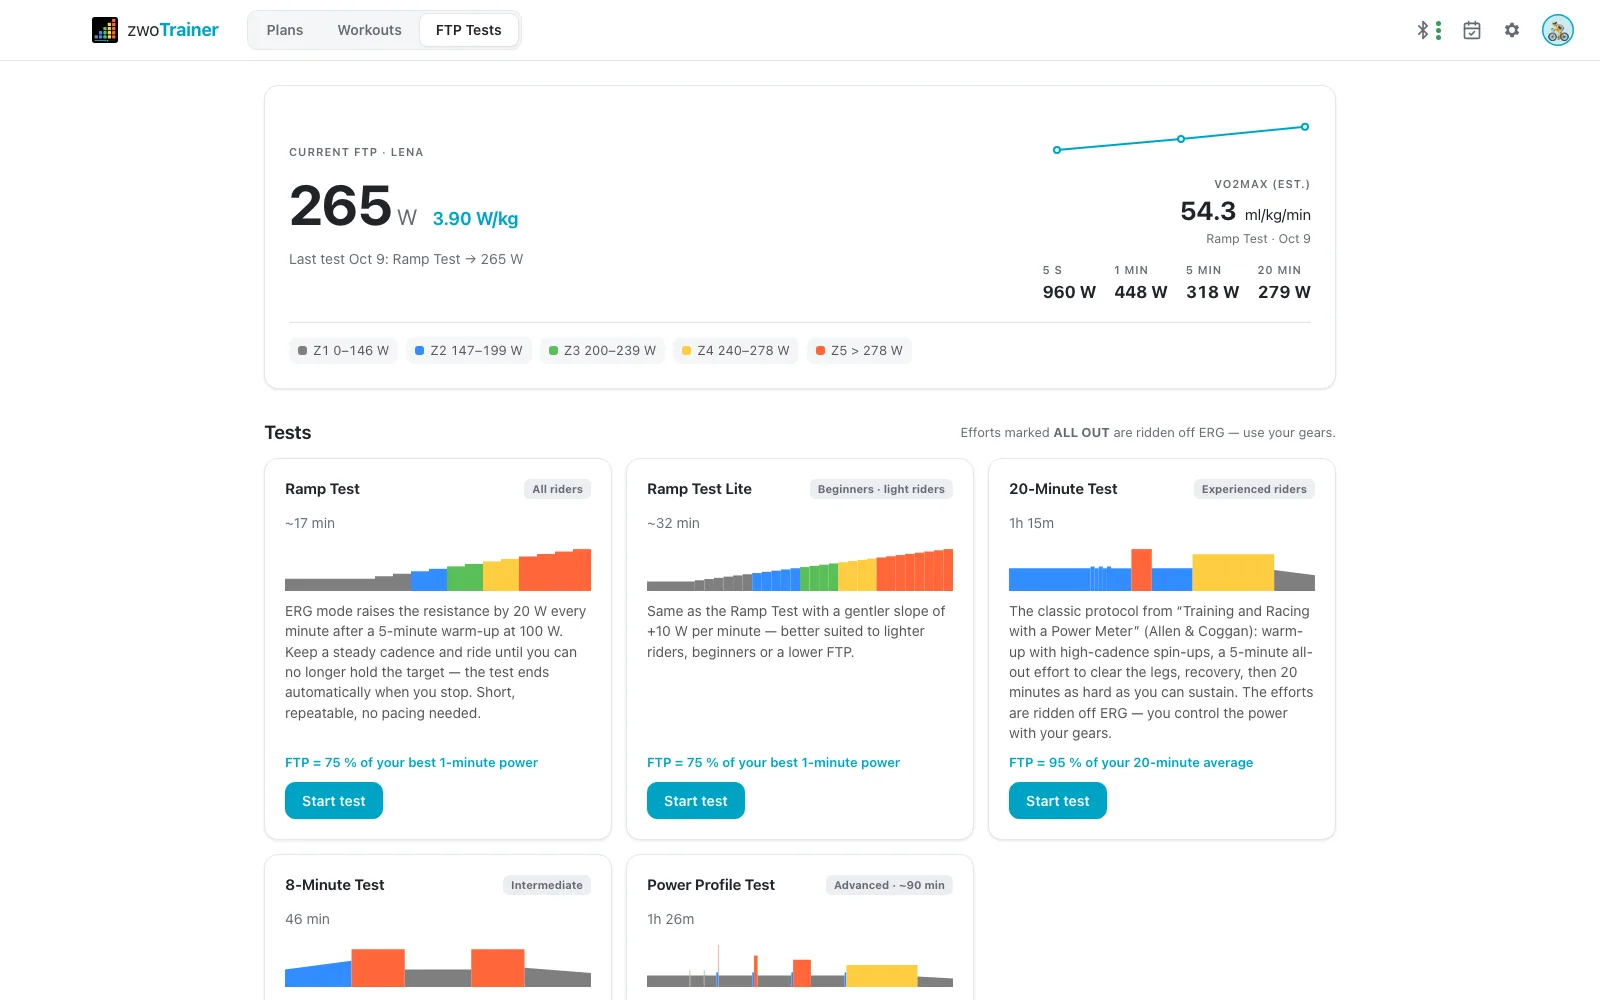 zwoTrainer
Plans
Workouts
FTP Tests
CURRENT FTP · LENA
265 W 3.90 W/kg
Last test Oct 9: Ramp Test → 265 W
VO2MAX (EST.)
54.3 ml/kg/min
Ramp Test · Oct 9
5 S 1 MIN 5 MIN 20 MIN
960 W 448 W 318 W 279 W
Z1 0–146 W
Z2 147–199 W
Z3 200–239 W
Z4 240–278 W
Z5 > 278 W
Tests
Efforts marked ALL OUT are ridden off ERG — use your gears.
Ramp Test
All riders
~17 min
ERG mode raises the resistance by 20 W every
minute after a 5-minute warm-up at 100 W.
Keep a steady cadence and ride until you can
no longer hold the target — the test ends
automatically when you stop. Short,
repeatable, no pacing needed.
FTP = 75 % of your best 1-minute power
Start test
Ramp Test Lite
Beginners · light riders
~32 min
Same as the Ramp Test with a gentler slope of
+10 W per minute — better suited to lighter
riders, beginners or a lower FTP.
FTP = 75 % of your best 1-minute power
Start test
20-Minute Test
Experienced riders
1h 15m
The classic protocol from “Training and Racing
with a Power Meter” (Allen & Coggan): warm-
up with high-cadence spin-ups, a 5-minute all-
out effort to clear the legs, recovery, then 20
minutes as hard as you can sustain. The efforts
are ridden off ERG — you control the power
with your gears.
FTP = 95 % of your 20-minute average
Start test
8-Minute Test
Intermediate
46 min
Power Profile Test
Advanced · ~90 min
1h 26m